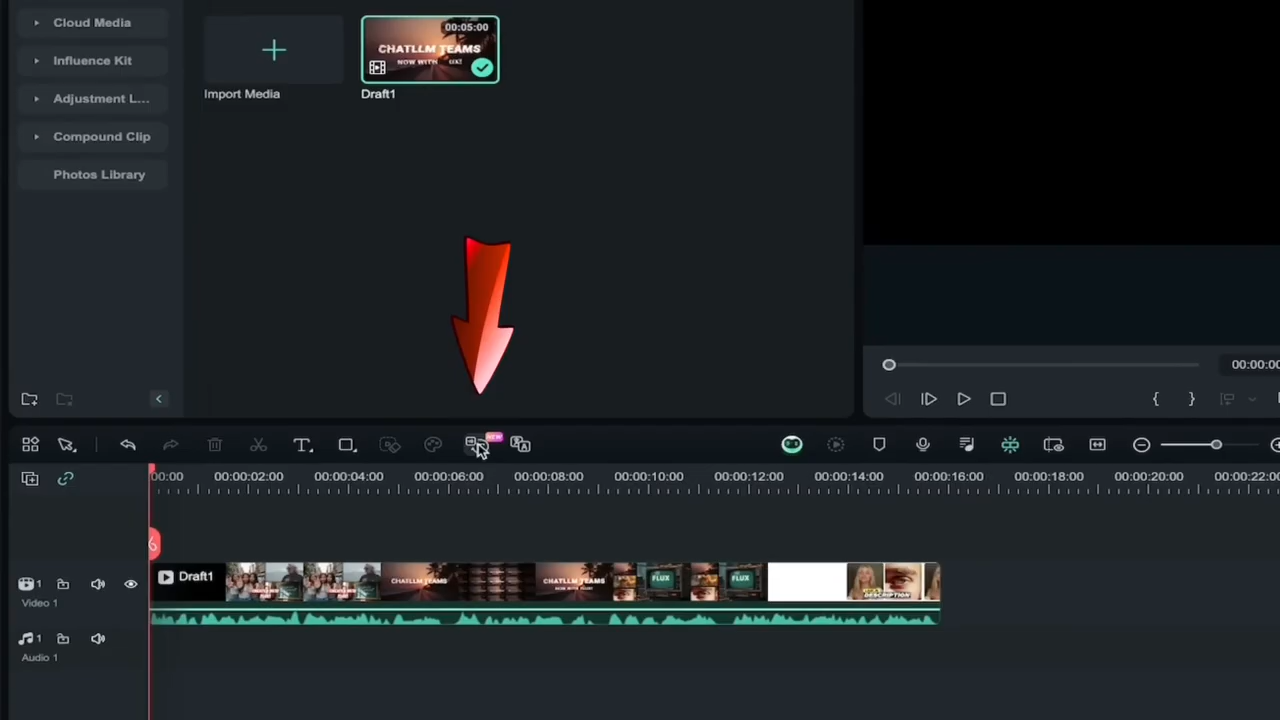 Cloud Media
Influence Kit
Adjustment L...
Compound Clip
Photos Library
Import Media
00:05:00
CHATLLM TEAMS
NOW WITH
Draft1
00:00:00
NEW
00:00
00:00:02:00
00:00:04:00
00:00:06:00
00:00:08:00
00:00:10:00
00:00:12:00
00:00:14:00
00:00:16:00
00:00:18:00
00:00:20:00
00:00:22:00
1
Video 1
Draft1
CHATLLM TEAMS
CHATLLM TEAMS
FLUX
FLUX
DESCRIPTION
1
Audio 1